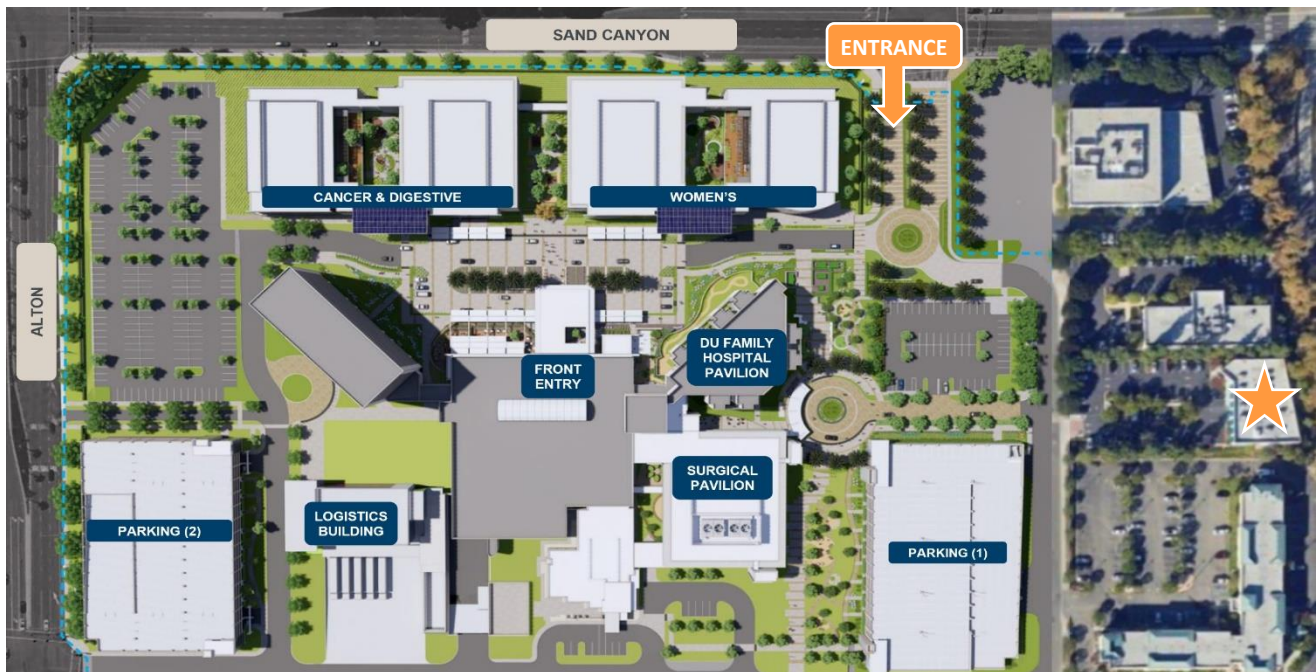 SAND CANYON
ENTRANCE
CANCER & DIGESTIVE
WOMEN'S
ALTON
FRONT
ENTRY
DU FAMILY
HOSPITAL
PAVILION
SURGICAL
PAVILION
LOGISTICS
BUILDING
PARKING (2)
PARKING (1)